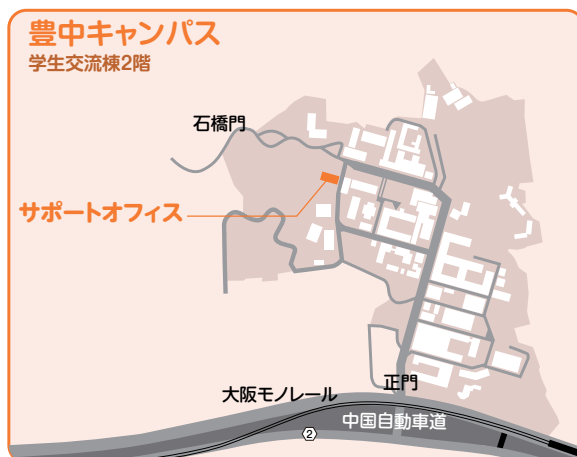 豊中キャンパス
学生交流棟2階
石橋門
サポートオフィス
大阪モノレール
正門
中国自動車道
2